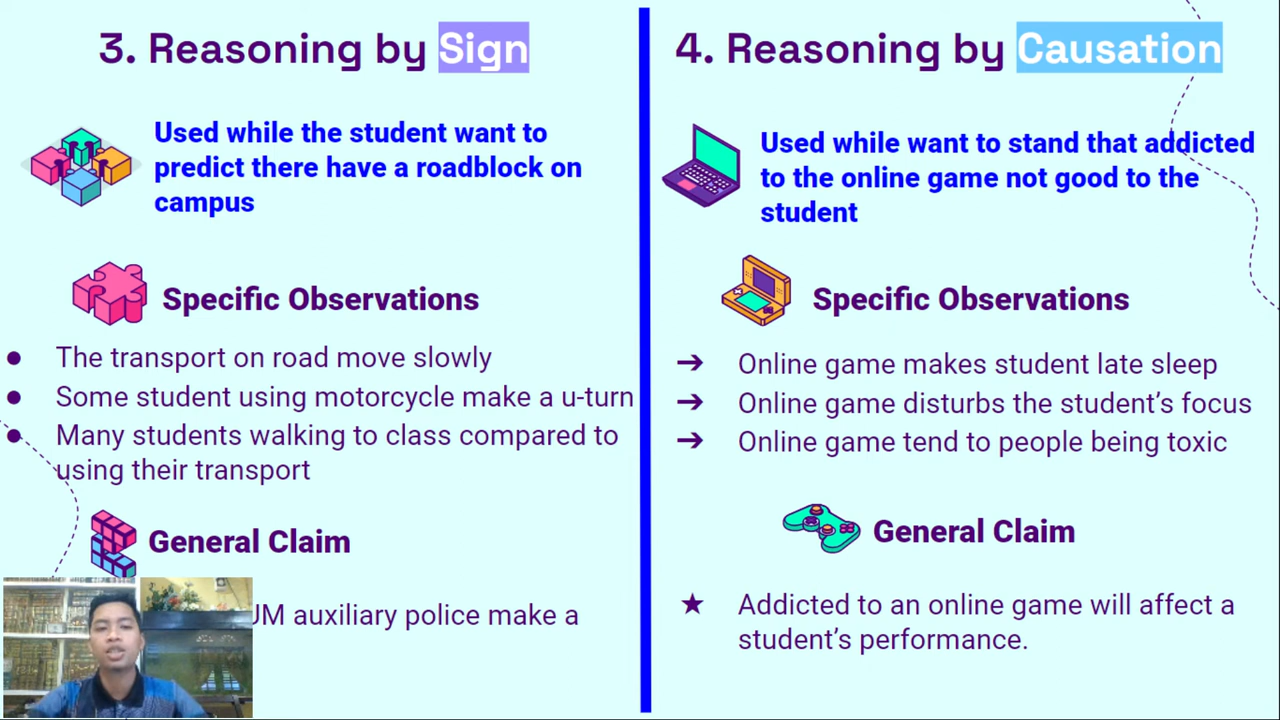 3. Reasoning by Sign
Used while the student want to
predict there have a roadblock on
campus
Specific Observations
● The transport on road move slowly
● Some student using motorcycle make a u-turn
● Many students walking to class compared to
using their transport
General Claim
auxiliary police make a
4. Reasoning by Causation
Used while want to stand that addicted
to the online game not good to the
student
Specific Observations
➔ Online game makes student late sleep
➔ Online game disturbs the student’s focus
➔ Online game tend to people being toxic
General Claim
★ Addicted to an online game will affect a
student’s performance.